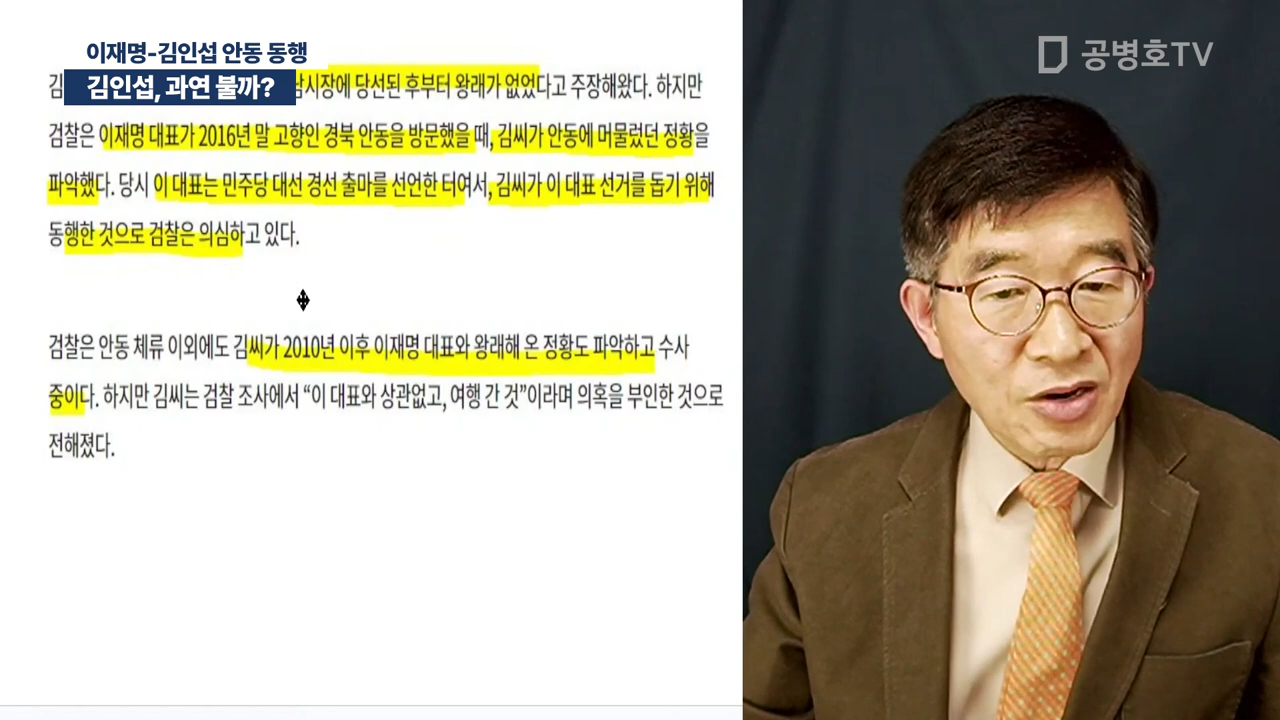 이재명-김인섭 안동 동행
김인섭, 과연 불까?
공병호TV
김 남시장에 당선된 후부터 왕래가 없었다고 주장해왔다. 하지만
검찰은 이재명 대표가 2016년 말 고향인 경북 안동을 방문했을 때, 김씨가 안동에 머물렀던 정황을
파악했다. 당시 이 대표는 민주당 대선 경선 출마를 선언한 터여서, 김씨가 이 대표 선거를 돕기 위해
동행한 것으로 검찰은 의심하고 있다.
검찰은 안동 체류 이외에도 김씨가 2010년 이후 이재명 대표와 왕래해 온 정황도 파악하고 수사
중이다. 하지만 김씨는 검찰 조사에서 “이 대표와 상관없고, 여행 간 것”이라며 의혹을 부인한 것으로
전해졌다.